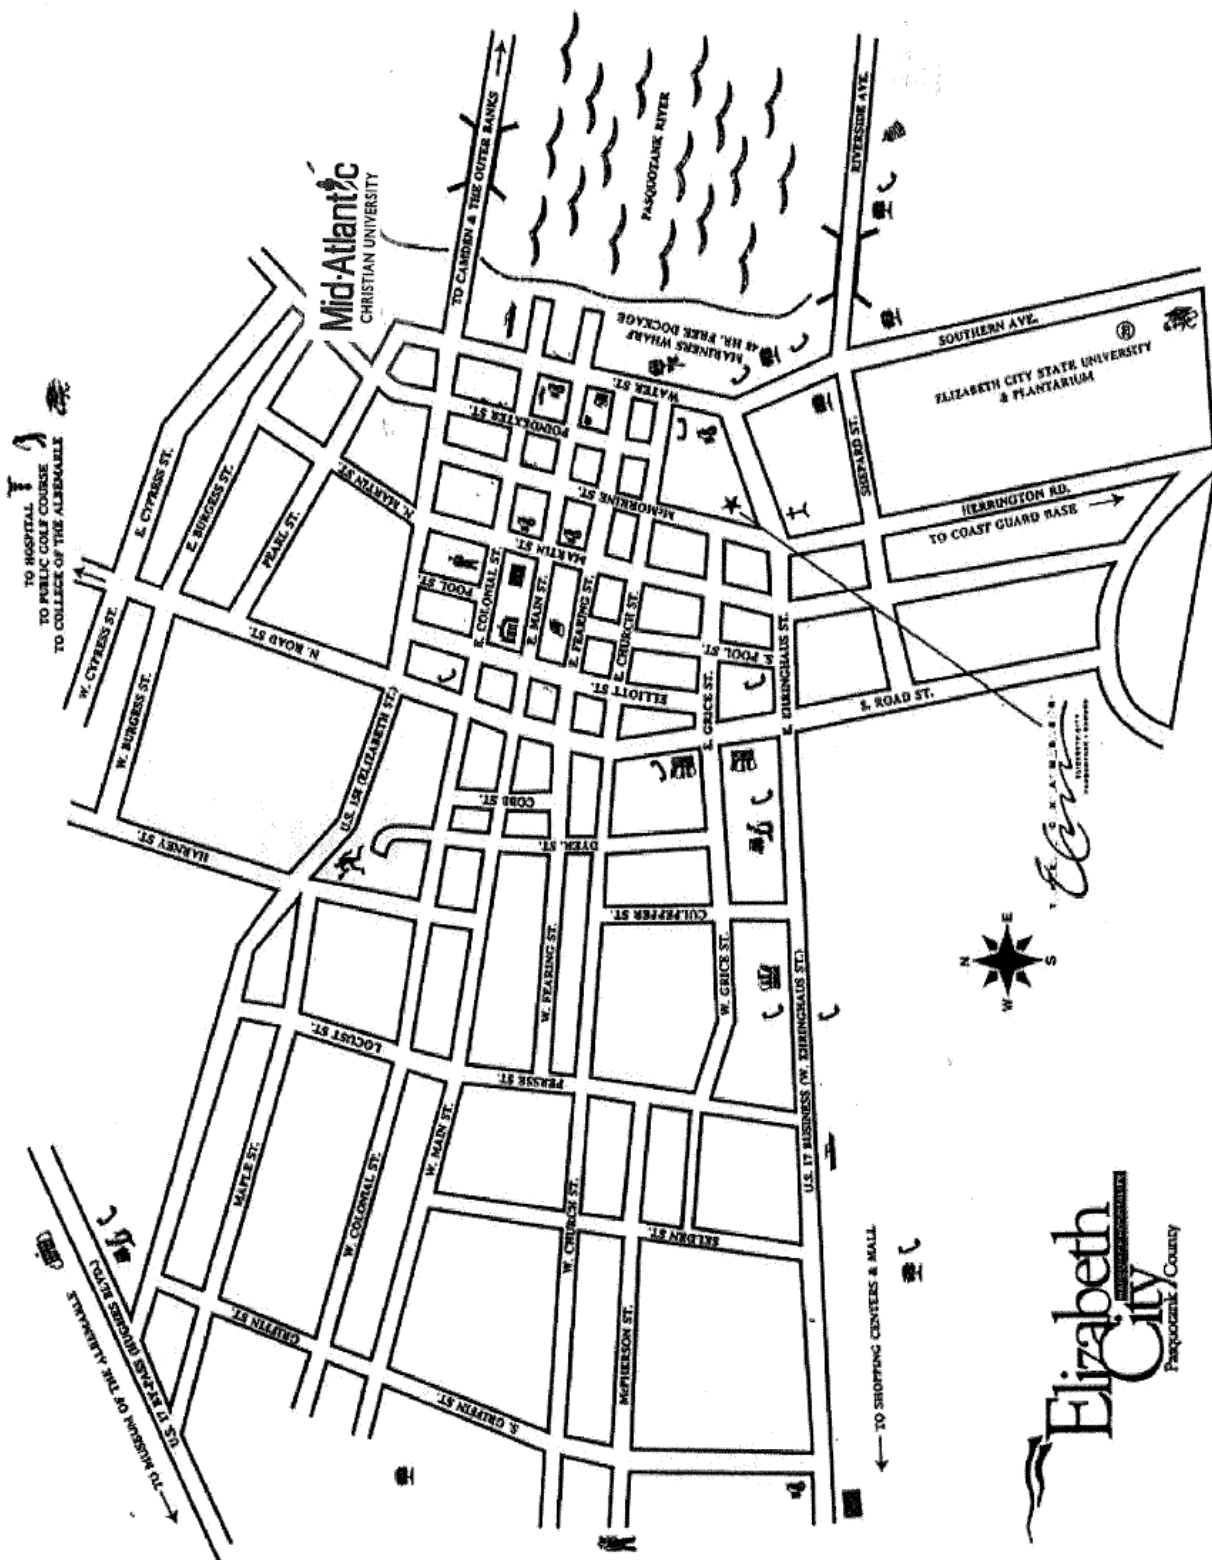 TO HOSPITAL
TO PUBLIC GOLF COURSE
TO COLLEGE OF THE ALBEMARLE
Mid-Atlantic
CHRISTIAN UNIVERSITY
TO CAMDEN & THE OUTER BANKS
PASQUOTANK RIVER
RIVERSIDE AVE.
MARINERS WHARF
48 HR. FREE DOCKAGE
SOUTHERN AVE.
ELIZABETH CITY STATE UNIVERSITY
& PLANTARIUM
SHEPARD ST.
HERRINGTON RD.
TO COAST GUARD BASE
WATER ST.
POINDEXTER ST.
McMORRINE ST.
N. MARTIN ST.
MARTIN ST.
E. CYPRESS ST.
E. BURGESS ST.
PEARL ST.
W. CYPRESS ST.
W. BURGESS ST.
N. ROAD ST.
POOL ST.
E. COLONIAL ST.
E. MAIN ST.
E. FEARING ST.
E. CHURCH ST.
ELLIOTT ST.
S. POOL ST.
E. GRICE ST.
E. EHRINGHAUS ST.
S. ROAD ST.
HARNEY ST.
U.S. 158 (ELIZABETH ST.)
COBB ST.
DYER ST.
CULPEPPER ST.
W. FEARING ST.
W. GRICE ST.
U.S. 17 BUSINESS (W. EHRINGHAUS ST.)
LOCUST ST.
PERSSE ST.
MAPLE ST.
W. COLONIAL ST.
W. MAIN ST.
W. CHURCH ST.
SELDEN ST.
McPHERSON ST.
GRIFFIN ST.
S. GRIFFIN ST.
U.S. 17 BY-PASS (HUGHES BLVD.)
TO MUSEUM OF THE ALBEMARLE
TO SHOPPING CENTERS & MALL
N
E
S
W
R
CHAMBER
Elizabeth
City
Pasquotank County